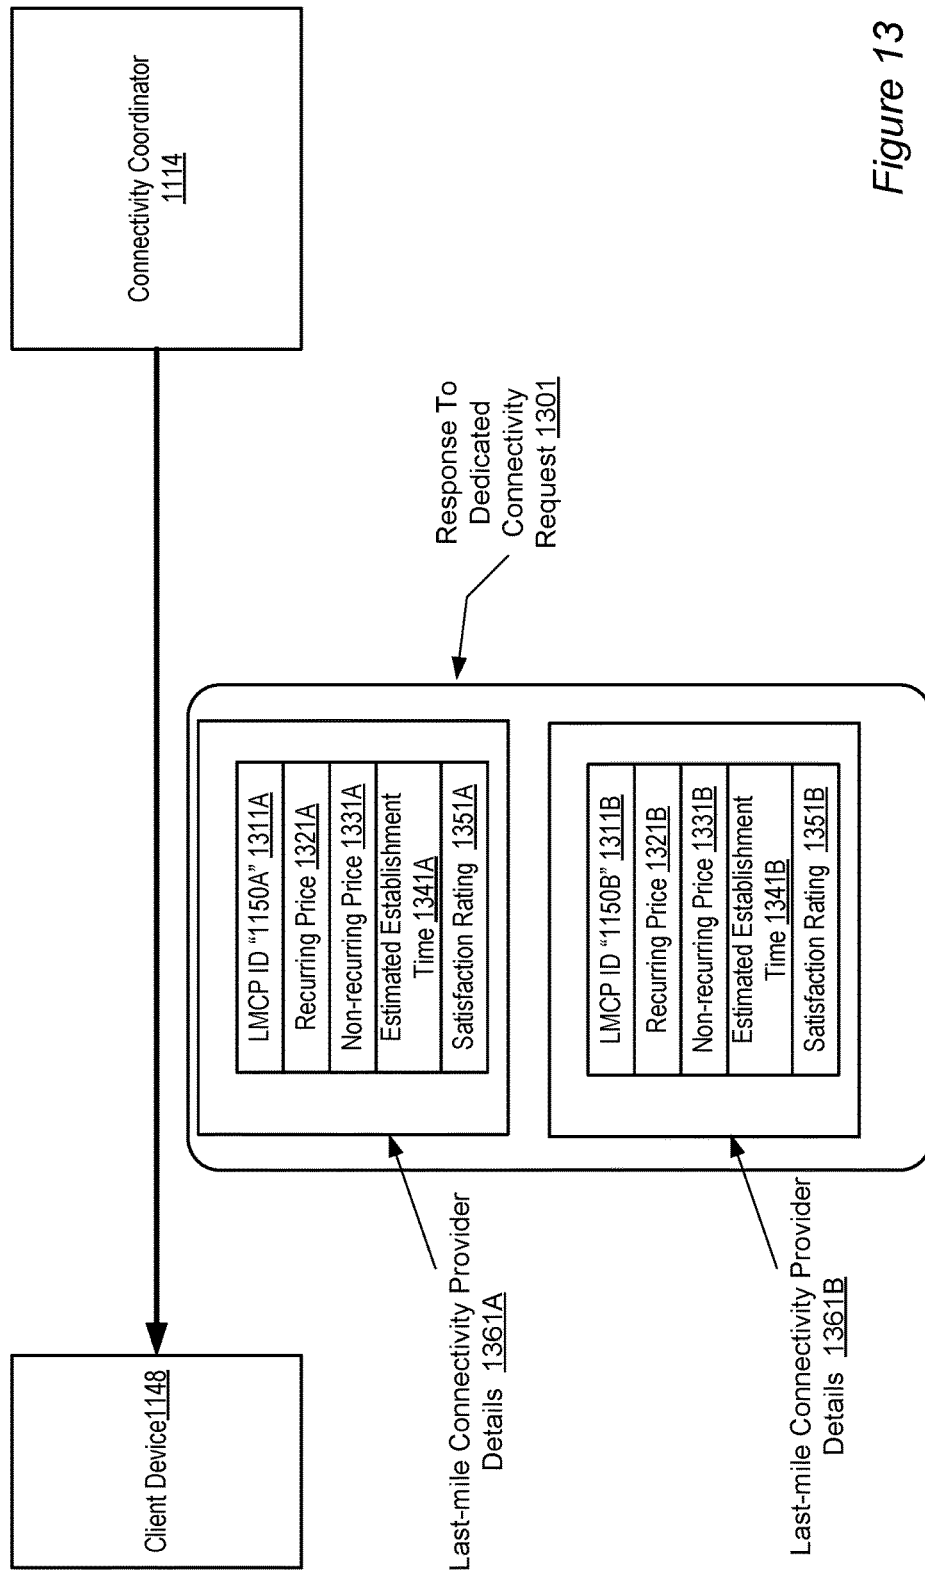 Client Device1148
Connectivity Coordinator
1114
Response To
Dedicated
Connectivity
Request 1301
LMCP ID “1150A” 1311A
Recurring Price 1321A
Non-recurring Price 1331A
Estimated Establishment
Time 1341A
Satisfaction Rating 1351A
Last-mile Connectivity Provider
Details 1361A
LMCP ID “1150B” 1311B
Recurring Price 1321B
Non-recurring Price 1331B
Estimated Establishment
Time 1341B
Satisfaction Rating 1351B
Last-mile Connectivity Provider
Details 1361B
Figure 13